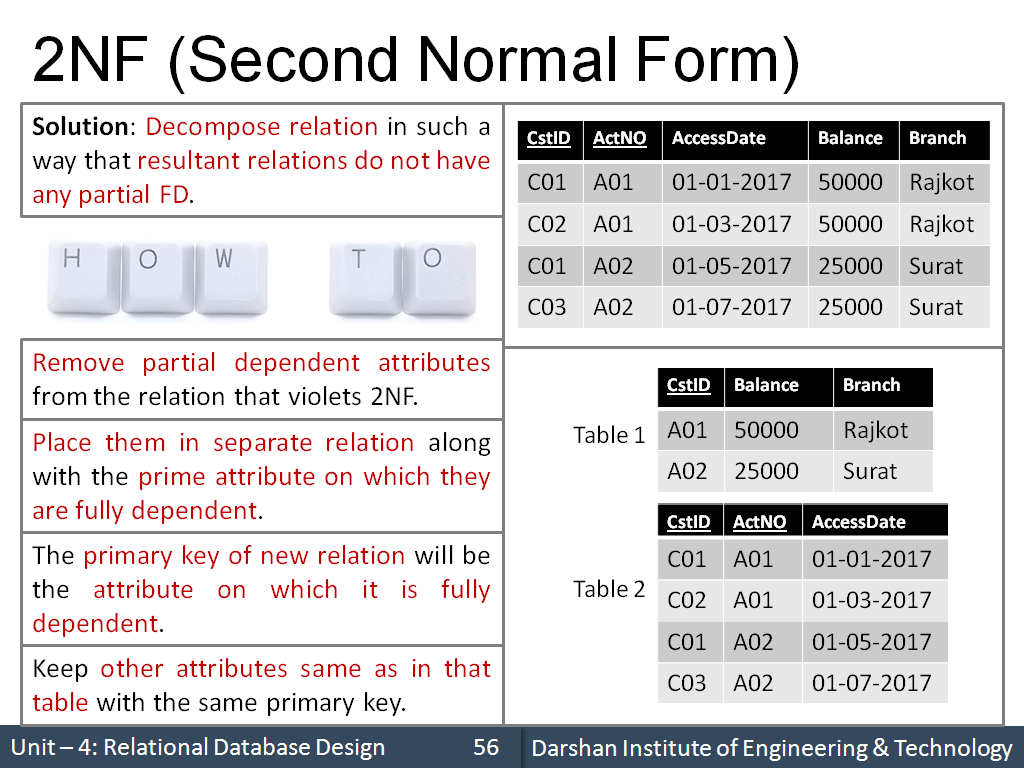 2NF (Second Normal Form)
Solution: Decompose relation in such a
way that resultant relations do not have
any partial FD.
H O W T O
Remove partial dependent attributes
from the relation that violets 2NF.
Place them in separate relation along
with the prime attribute on which they
are fully dependent.
The primary key of new relation will be
the attribute on which it is fully
dependent.
Keep other attributes same as in that
table with the same primary key.
CstID ActNO AccessDate Balance Branch
C01 A01 01-01-2017 50000 Rajkot
C02 A01 01-03-2017 50000 Rajkot
C01 A02 01-05-2017 25000 Surat
C03 A02 01-07-2017 25000 Surat
Table 1
CstID Balance Branch
A01 50000 Rajkot
A02 25000 Surat
Table 2
CstID ActNO AccessDate
C01 A01 01-01-2017
C02 A01 01-03-2017
C01 A02 01-05-2017
C03 A02 01-07-2017
Unit – 4: Relational Database Design 56 Darshan Institute of Engineering & Technology